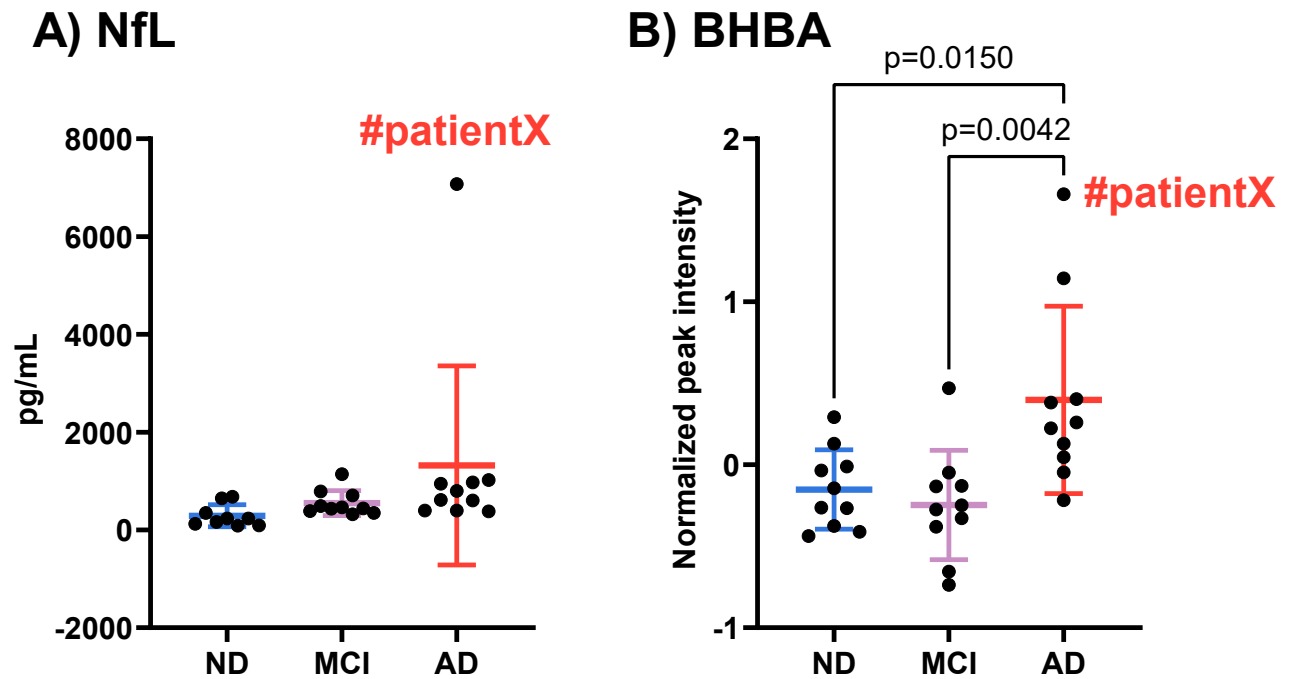 A) NfL
#patientX
8000
6000
4000
2000
0
-2000
pg/mL
ND MCI AD
B) BHBA
p=0.0150
p=0.0042
#patientX
2
1
0
-1
Normalized peak intensity
ND MCI AD